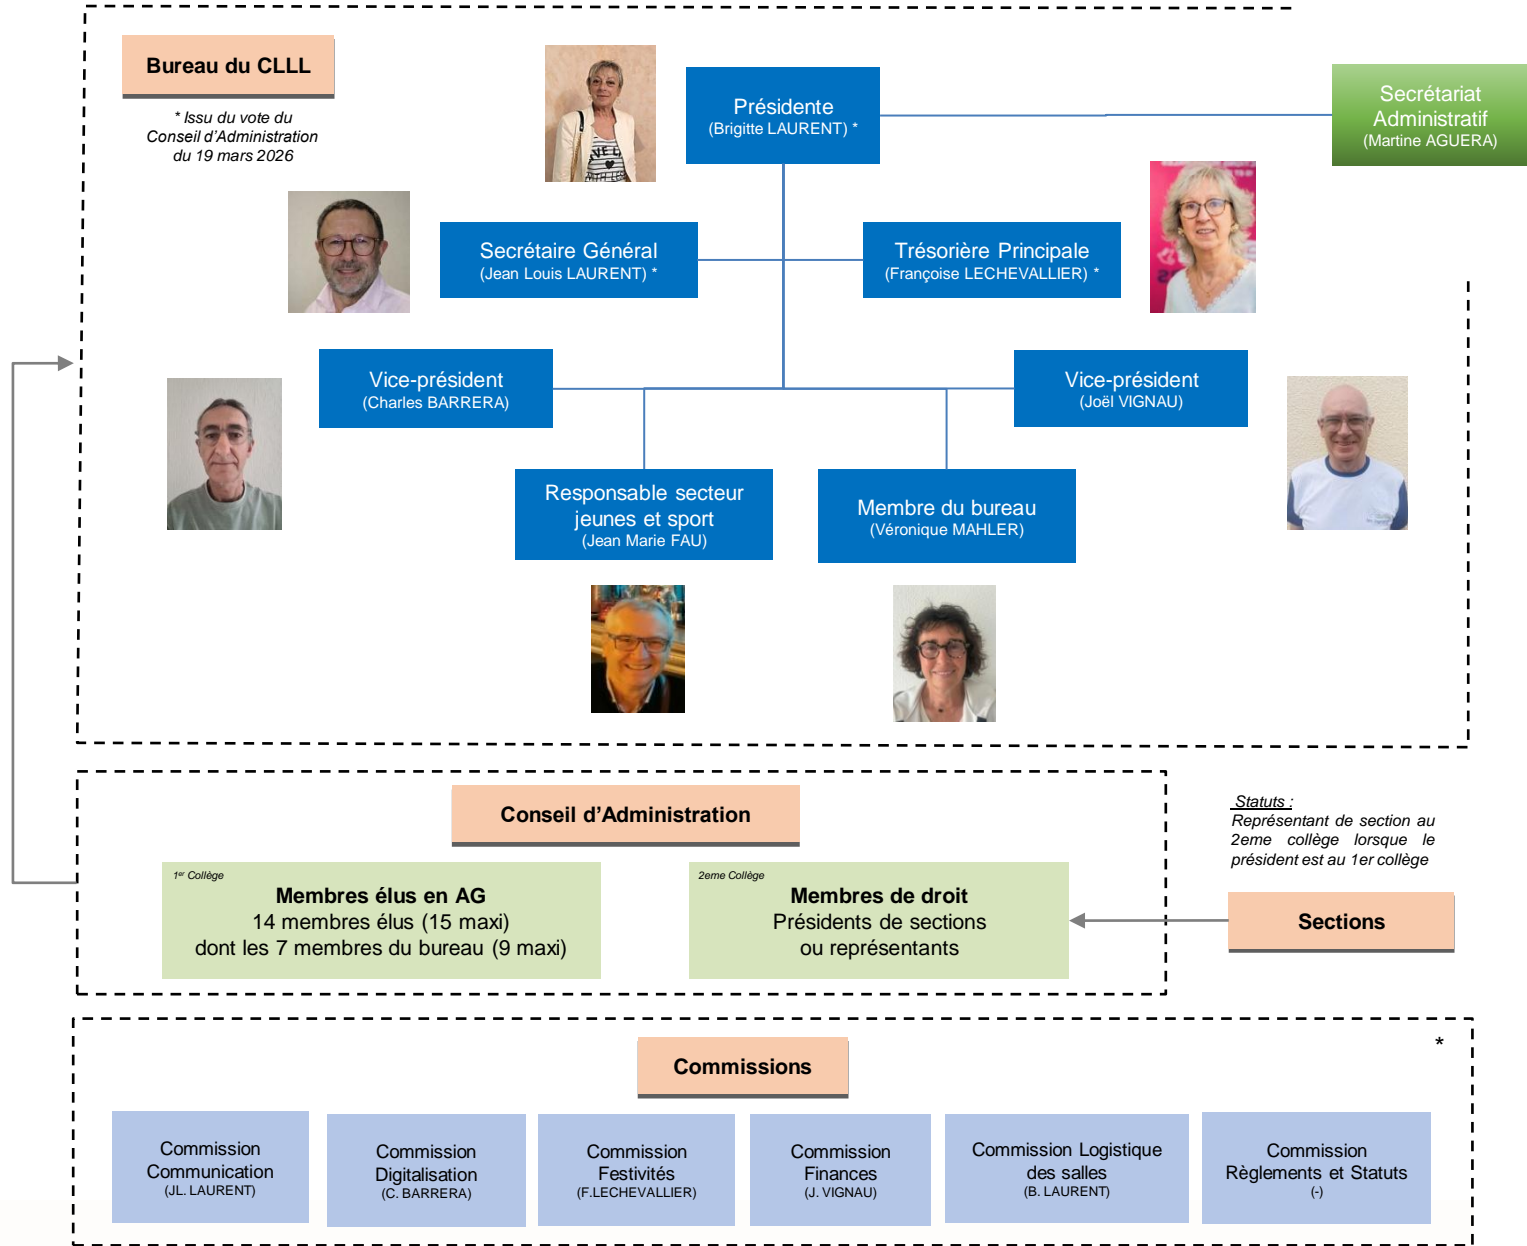 Bureau du CLLL
* Issu du vote du
Conseil d'Administration
du 19 mars 2026
Présidente
(Brigitte LAURENT) *
Secrétariat
Administratif
(Martine AGUERA)
Secrétaire Général
(Jean Louis LAURENT) *
Trésorière Principale
(Françoise LECHEVALLIER) *
Vice-président
(Charles BARRERA)
Vice-président
(Joël VIGNAU)
Responsable secteur
jeunes et sport
(Jean Marie FAU)
Membre du bureau
(Véronique MAHLER)
Conseil d'Administration
1er Collège
Membres élus en AG
14 membres élus (15 maxi)
dont les 7 membres du bureau (9 maxi)
2eme Collège
Membres de droit
Présidents de sections
ou représentants
Statuts :
Représentant de section au
2eme collège lorsque le
président est au 1er collège
Sections
*
Commissions
Commission
Communication
(JL. LAURENT)
Commission
Digitalisation
(C. BARRERA)
Commission
Festivités
(F.LECHEVALLIER)
Commission
Finances
(J. VIGNAU)
Commission Logistique
des salles
(B. LAURENT)
Commission
Règlements et Statuts
(-)